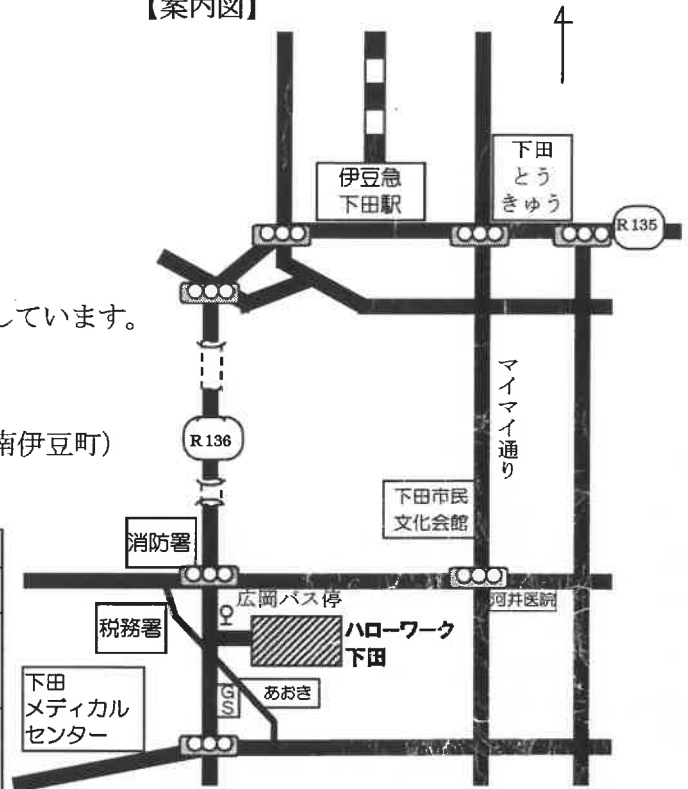 【案内図】
伊豆急
下田駅
下田
とう
きゅう
R135
しています。
マイマイ通り
R136
南伊豆町)
下田市民
文化会館
消防署
広岡バス停
河井医院
税務署
ハローワーク
下田
下田
メディカル
センター
GS
あおき